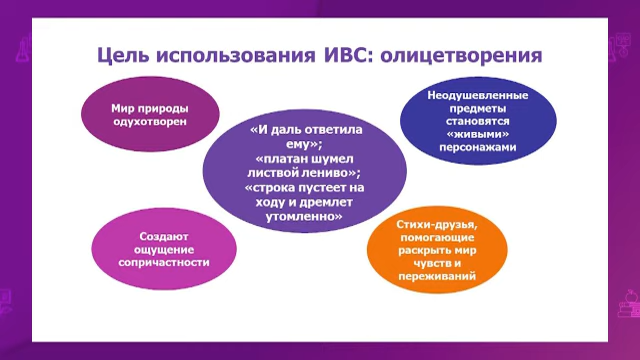 Цель использования ИВС: олицетворения
Мир природы
одухотворен
Неодушевленные
предметы
становятся
«живыми»
персонажами
«И даль ответила
ему»;
«платан шумел
листвой лениво»;
«строка пустеет на
ходу и дремлет
утомленно»
Создают
ощущение
сопричастности
Стихи-друзья,
помогающие
раскрыть мир
чувств и
переживаний